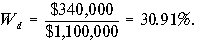 W_d = $340,000 / $1,100,000 = 30.91%.